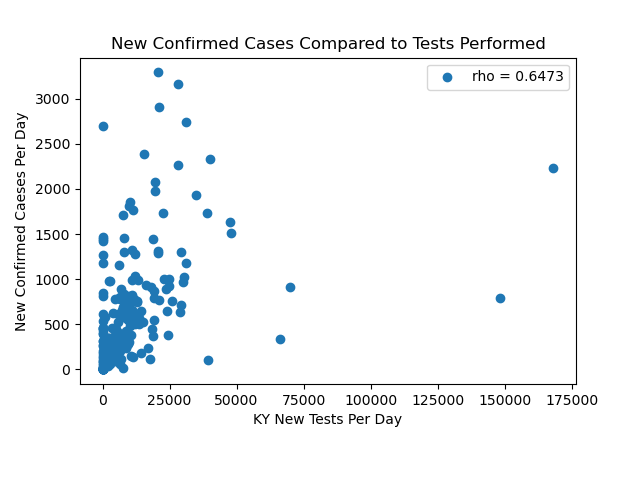 New Confirmed Cases Compared to Tests Performed
rho = 0.6473
New Confirmed Caeses Per Day
3000
2500
2000
1500
1000
500
0
0 25000 50000 75000 100000 125000 150000 175000
KY New Tests Per Day